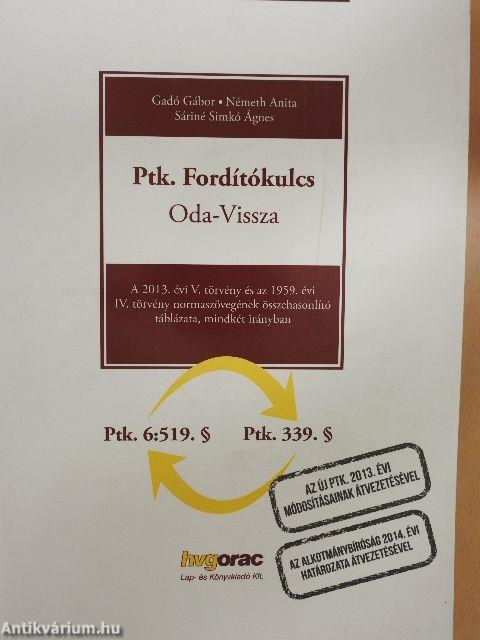 Gadó Gábor • Németh Anita
Sáriné Simkó Ágnes
Ptk. Fordítókulcs
Oda-Vissza
A 2013. évi V. törvény és az 1959. évi
IV. törvény normaszövegének összehasonlító
táblázata, mindkét irányban
Ptk. 6:519. § Ptk. 339. §
AZ ÚJ PTK. 2013. ÉVI
MÓDOSÍTÁSAINAK ÁTVEZETÉSÉVEL
AZ ALKOTMÁNYBÍRÓSÁG 2014. ÉVI
HATÁROZATA ÁTVEZETÉSÉVEL
hvgorac
Lap- és Könyvkiadó Kft.
Antikvárium.hu